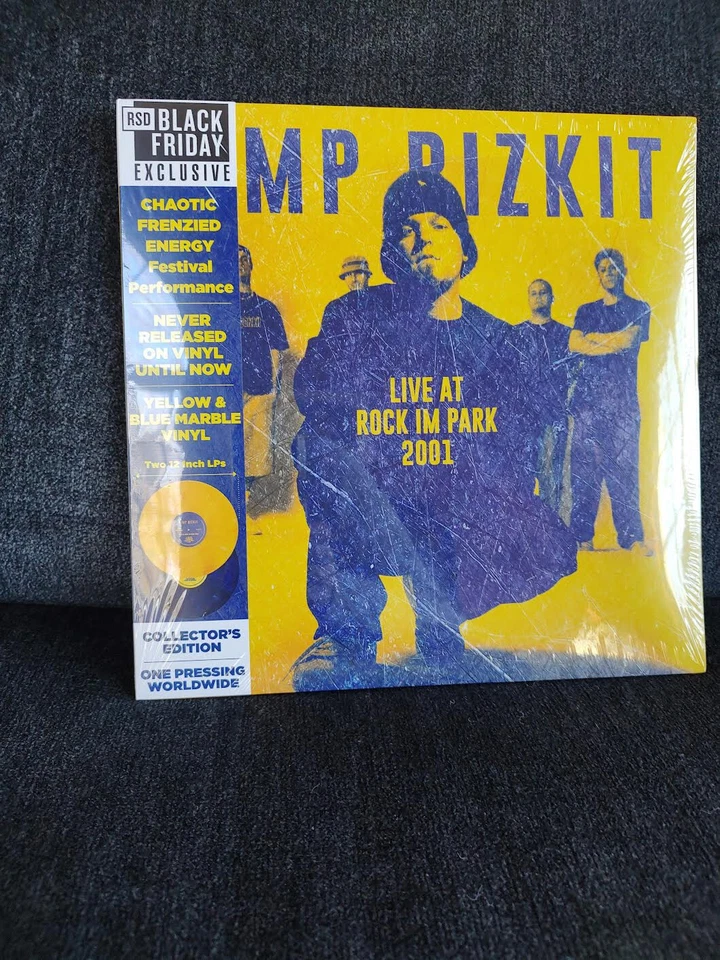 RSD BLACK
FRIDAY
EXCLUSIVE
CHAOTIC
FRENZIED
ENERGY
Festival
Performance
NEVER
RELEASED
ON VINYL
UNTIL NOW
YELLOW &
BLUE MARBLE
VINYL
Two 12 inch LPs
COLLECTOR'S
EDITION
ONE PRESSING
WORLDWIDE
MP BIZKIT
LIVE AT
ROCK IM PARK
2001